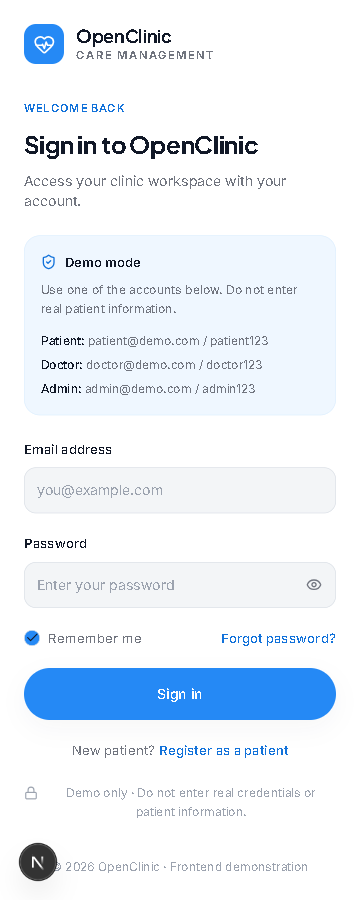 OpenClinic
CARE MANAGEMENT
WELCOME BACK
Sign in to OpenClinic
Access your clinic workspace with your
account.
Demo mode
Use one of the accounts below. Do not enter
real patient information.
Patient: patient@demo.com / patient123
Doctor: doctor@demo.com / doctor123
Admin: admin@demo.com / admin123
Email address
you@example.com
Password
Enter your password
Remember me
Forgot password?
Sign in
New patient? Register as a patient
Demo only · Do not enter real credentials or
patient information.
N
© 2026 OpenClinic · Frontend demonstration